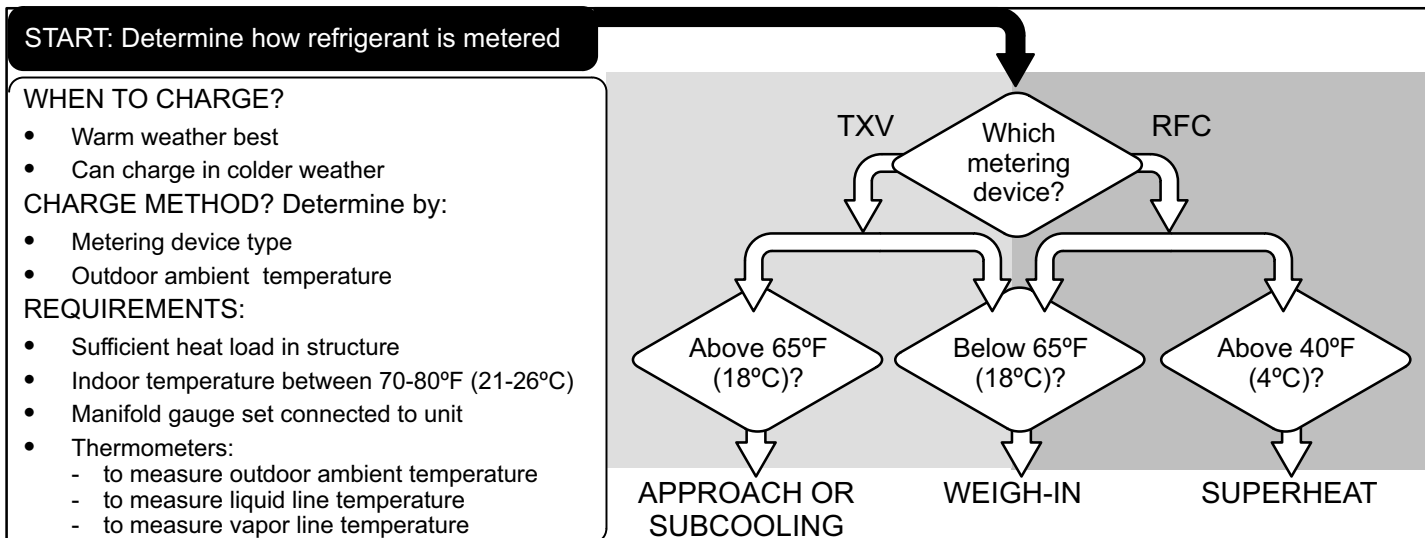 START: Determine how refrigerant is metered
WHEN TO CHARGE?
• Warm weather best
• Can charge in colder weather
CHARGE METHOD? Determine by:
• Metering device type
• Outdoor ambient temperature
REQUIREMENTS:
• Sufficient heat load in structure
• Indoor temperature between 70-80ºF (21-26ºC)
• Manifold gauge set connected to unit
• Thermometers:
- to measure outdoor ambient temperature
- to measure liquid line temperature
- to measure vapor line temperature
TXV
Which
metering
device?
RFC
Above 65ºF
(18ºC)?
Below 65ºF
(18ºC)?
Above 40ºF
(4ºC)?
APPROACH OR
SUBCOOLING
WEIGH-IN
SUPERHEAT